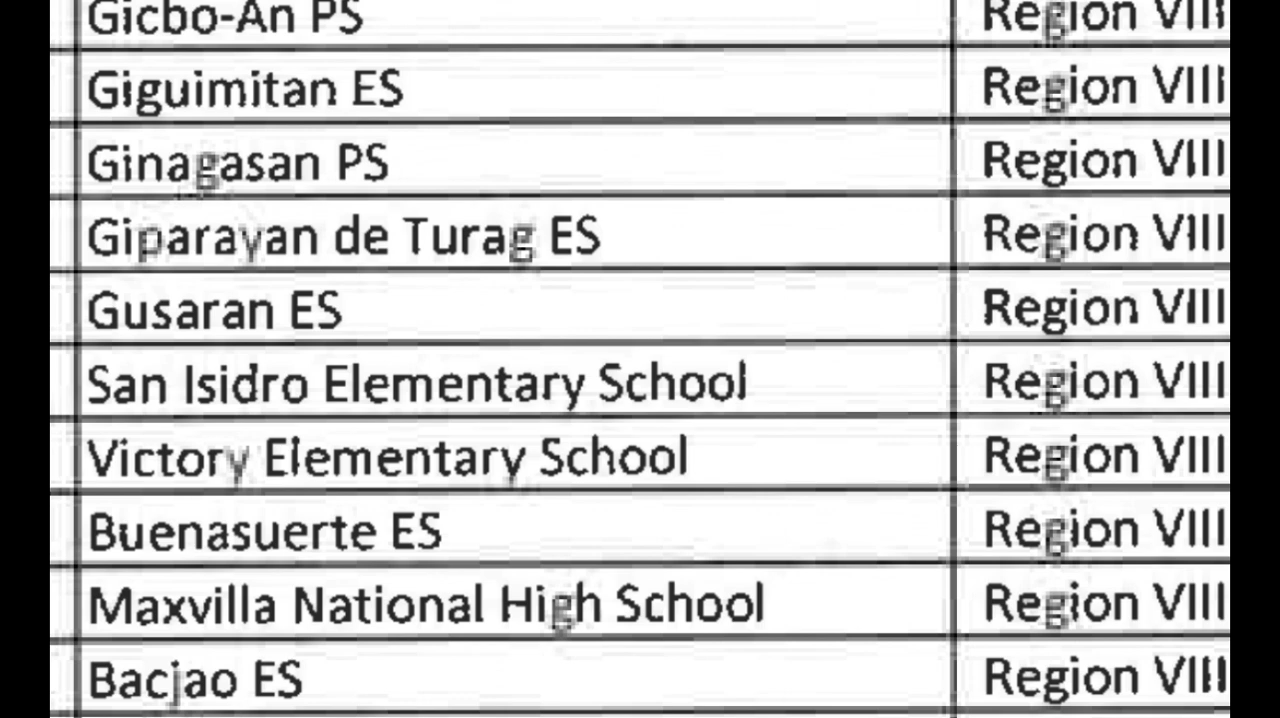 Gicbo-An PS Region VIII
Giguimitan ES Region VIII
Ginagasan PS Region VIII
Giparayan de Turag ES Region VIII
Gusaran ES Region VIII
San Isidro Elementary School Region VIII
Victory Elementary School Region VIII
Buenasuerte ES Region VIII
Maxvilla National High School Region VIII
Bacjao ES Region VIII